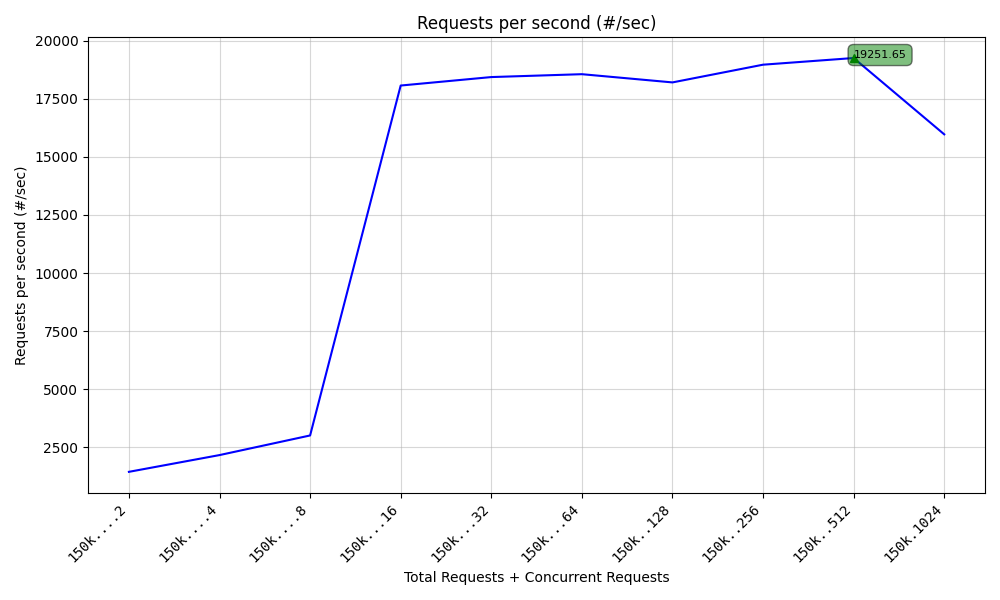 Requests per second (#/sec)
20000
19251.65
17500
15000
12500
10000
7500
5000
2500
Requests per second (#/sec)
150k....2
150k....4
150k....8
150k...16
150k...32
150k...64
150k..128
150k..256
150k..512
150k.1024
Total Requests + Concurrent Requests